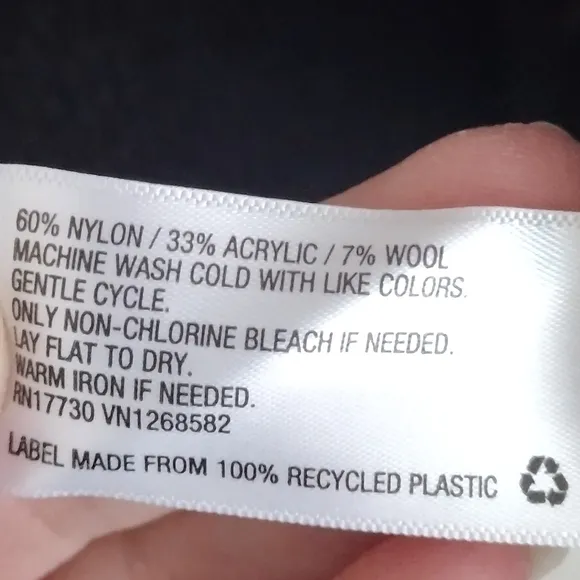 60% NYLON / 33% ACRYLIC / 7% WOOL
MACHINE WASH COLD WITH LIKE COLORS.
GENTLE CYCLE.
ONLY NON-CHLORINE BLEACH IF NEEDED.
LAY FLAT TO DRY.
WARM IRON IF NEEDED.
RN17730 VN1268582
LABEL MADE FROM 100% RECYCLED PLASTIC